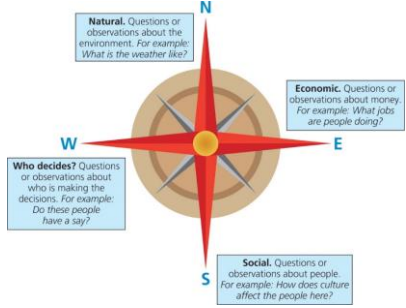 N
Natural. Questions or
observations about the
environment. For example:
What is the weather like?
Economic. Questions or
observations about money.
For example: What jobs
are people doing?
W
E
Who decides? Questions
or observations about
who is making the
decisions. For example:
Do these people
have a say?
Social. Questions or
observations about people.
For example: How does culture
affect the people here?
S